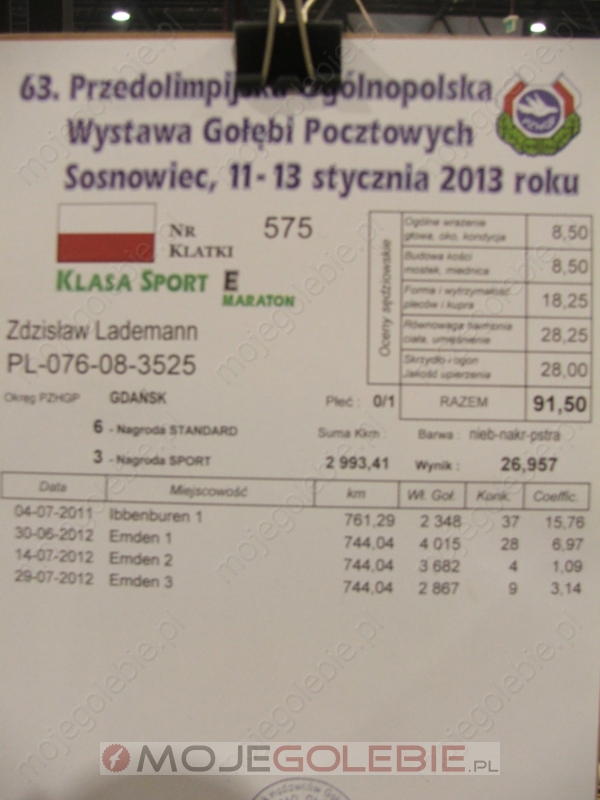 63. Przedolimpijska Ogólnopolska
Wystawa Gołębi Pocztowych
Sosnowiec, 11-13 stycznia 2013 roku
NR KLATKI 575
KLASA SPORT E
MARATON
Zdzisław Lademann
PL-076-08-3525
Okręg PZHGP GDAŃSK
Oceny sędziowskie
Ogólne wrażenie
głowa, oko, kondycja 8,50
Budowa kości
mostek, miednica 8,50
Forma i wytrzymałość
pleców i kupra 18,25
Równowaga harmonia
ciała, umięśnienie 28,25
Skrzydło i ogon
Jakość upierzenia 28,00
Płeć : 0/1 RAZEM 91,50
6 - Nagroda STANDARD Suma Kkm : Barwa : nieb-nakr-pstra
3 - Nagroda SPORT 2 993,41 Wynik : 26,957
Data Miejscowość km Wł. Goł. Konk. Coeffic.
04-07-2011 Ibbenburen 1 761,29 2 348 37 15,76
30-06-2012 Emden 1 744,04 4 015 28 6,97
14-07-2012 Emden 2 744,04 3 682 4 1,09
29-07-2012 Emden 3 744,04 2 867 9 3,14
MOJEGOLEBIE.PL